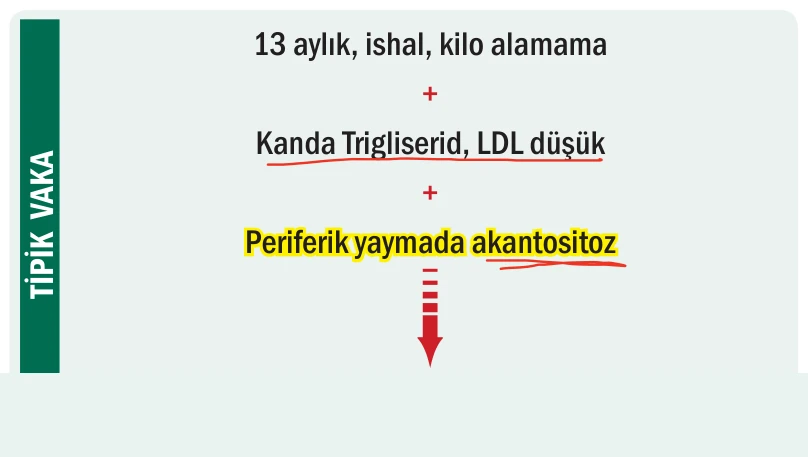 TİPİK VAKA
13 aylık, ishal, kilo alamama
+
Kanda Trigliserid, LDL düşük
+
Periferik yaymada akantositoz